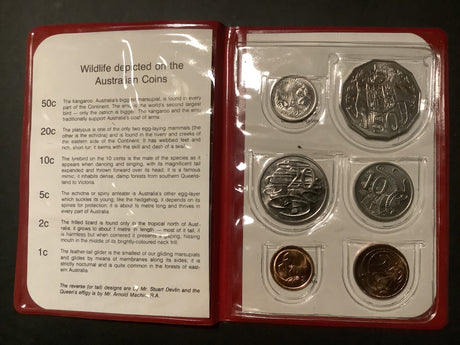 Wildlife depicted on the
Australian Coins
50c
The kangaroo, Australia's biggest marsupial, is found in every
part of the Continent. The emu is the world's second largest
bird — only the ostrich is bigger. The kangaroo and the emu
traditionally support Australia's coat of arms.
20c
The platypus is one of the only two egg-laying mammals (the
other is the echidna) and is found in the rivers and creeks of
the eastern side of the Continent. It has webbed feet and
fish, short fur; it swims with the skill and dash of a seal.
10c
The lyrebird on the 10 cents is the male of the species as it
appears when dancing and singing, with its magnificent tail
expanded and thrown forward over its head. It is a famous
mimic; it inhabits dense, damp forests from southern Queens-
land to Victoria.
5c
The echidna or spiny anteater is Australia's other egg-layer
which suckles its young; like the hedgehog, it depends on its
spines for protection; it is about ½ metre long and thrives in
every part of Australia.
2c
The frilled lizard is found only in the tropical north of Aust-
ralia. It grows to about 1 metre in length — most of it tail, it
is harmless but when cornered it presents a gaping, hissing
mouth in the middle of its brightly-coloured neck frill.
1c
The feather-tail glider is the smallest of our gliding marsupials
and glides by means of membranes along its sides; it is
strictly nocturnal and is quite common in the forests of east-
ern Australia.
The reverse (or tail) designs are by Mr. Stuart Devlin and the
Queen's effigy is by Mr. Arnold Machin, R.A.
5
50
20
10
2
1